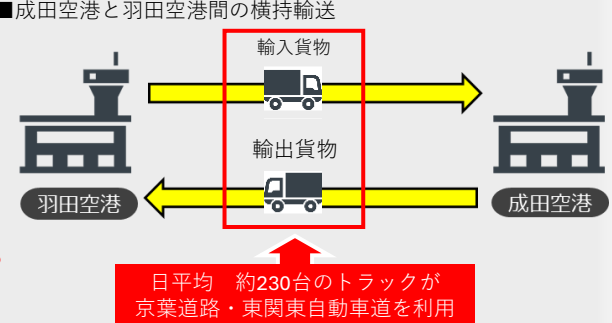 ■成田空港と羽田空港間の横持輸送
輸入貨物
輸出貨物
羽田空港
成田空港
日平均 約230台のトラックが
京葉道路・東関東自動車道を利用